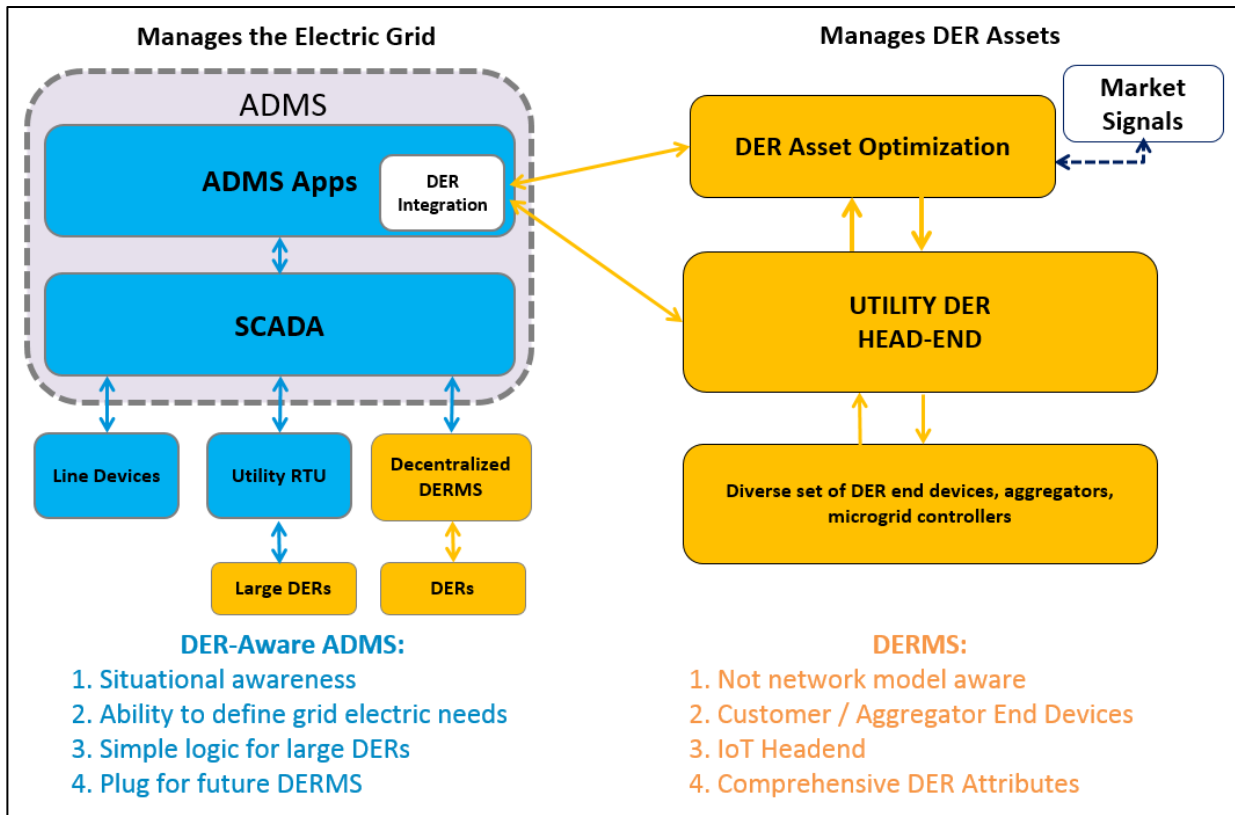 Manages the Electric Grid
Manages DER Assets
ADMS
Market
Signals
ADMS Apps
DER
Integration
DER Asset Optimization
SCADA
UTILITY DER
HEAD-END
Line Devices
Utility RTU
Decentralized
DERMS
Diverse set of DER end devices, aggregators,
microgrid controllers
Large DERs
DERs
DER-Aware ADMS:
1. Situational awareness
2. Ability to define grid electric needs
3. Simple logic for large DERs
4. Plug for future DERMS
DERMS:
1. Not network model aware
2. Customer / Aggregator End Devices
3. IoT Headend
4. Comprehensive DER Attributes